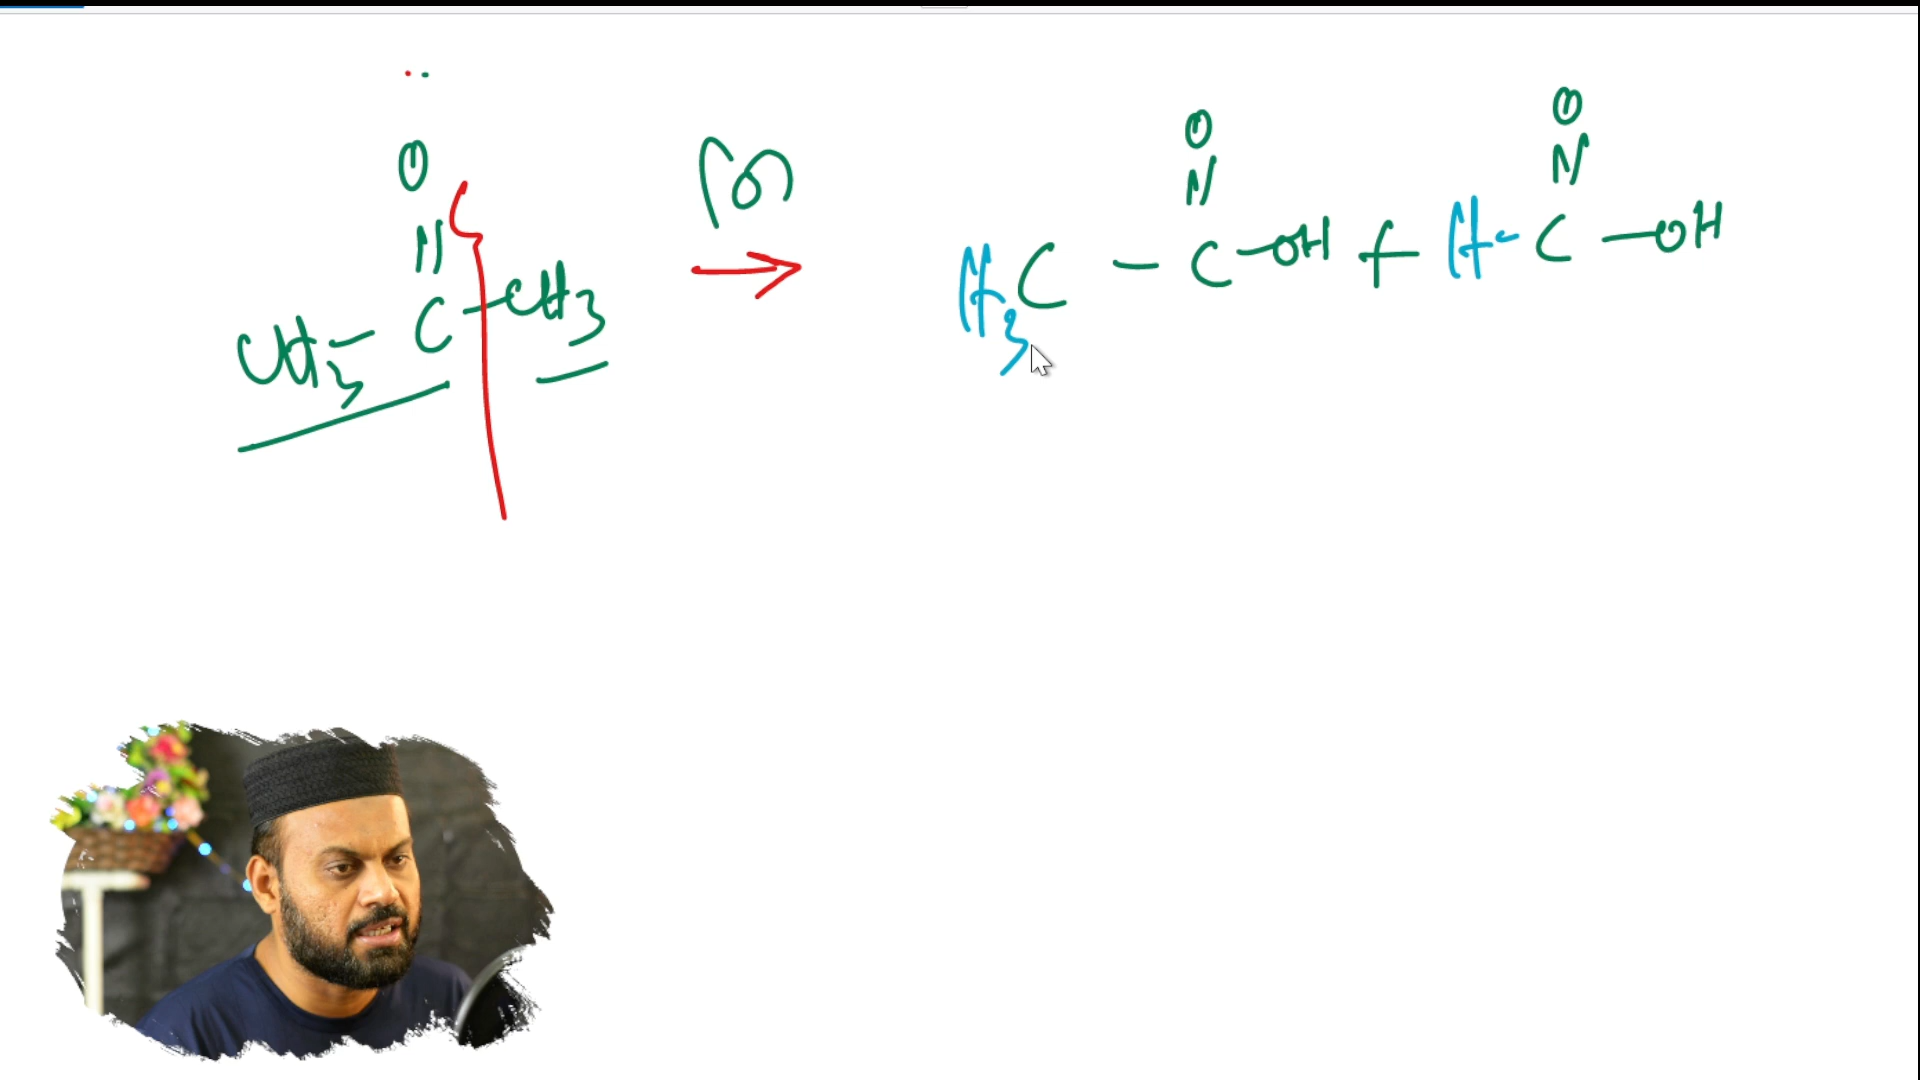 O O O
|| || ||
CH3 – C – CH3 [O] → H3C – C – OH + H – C – OH